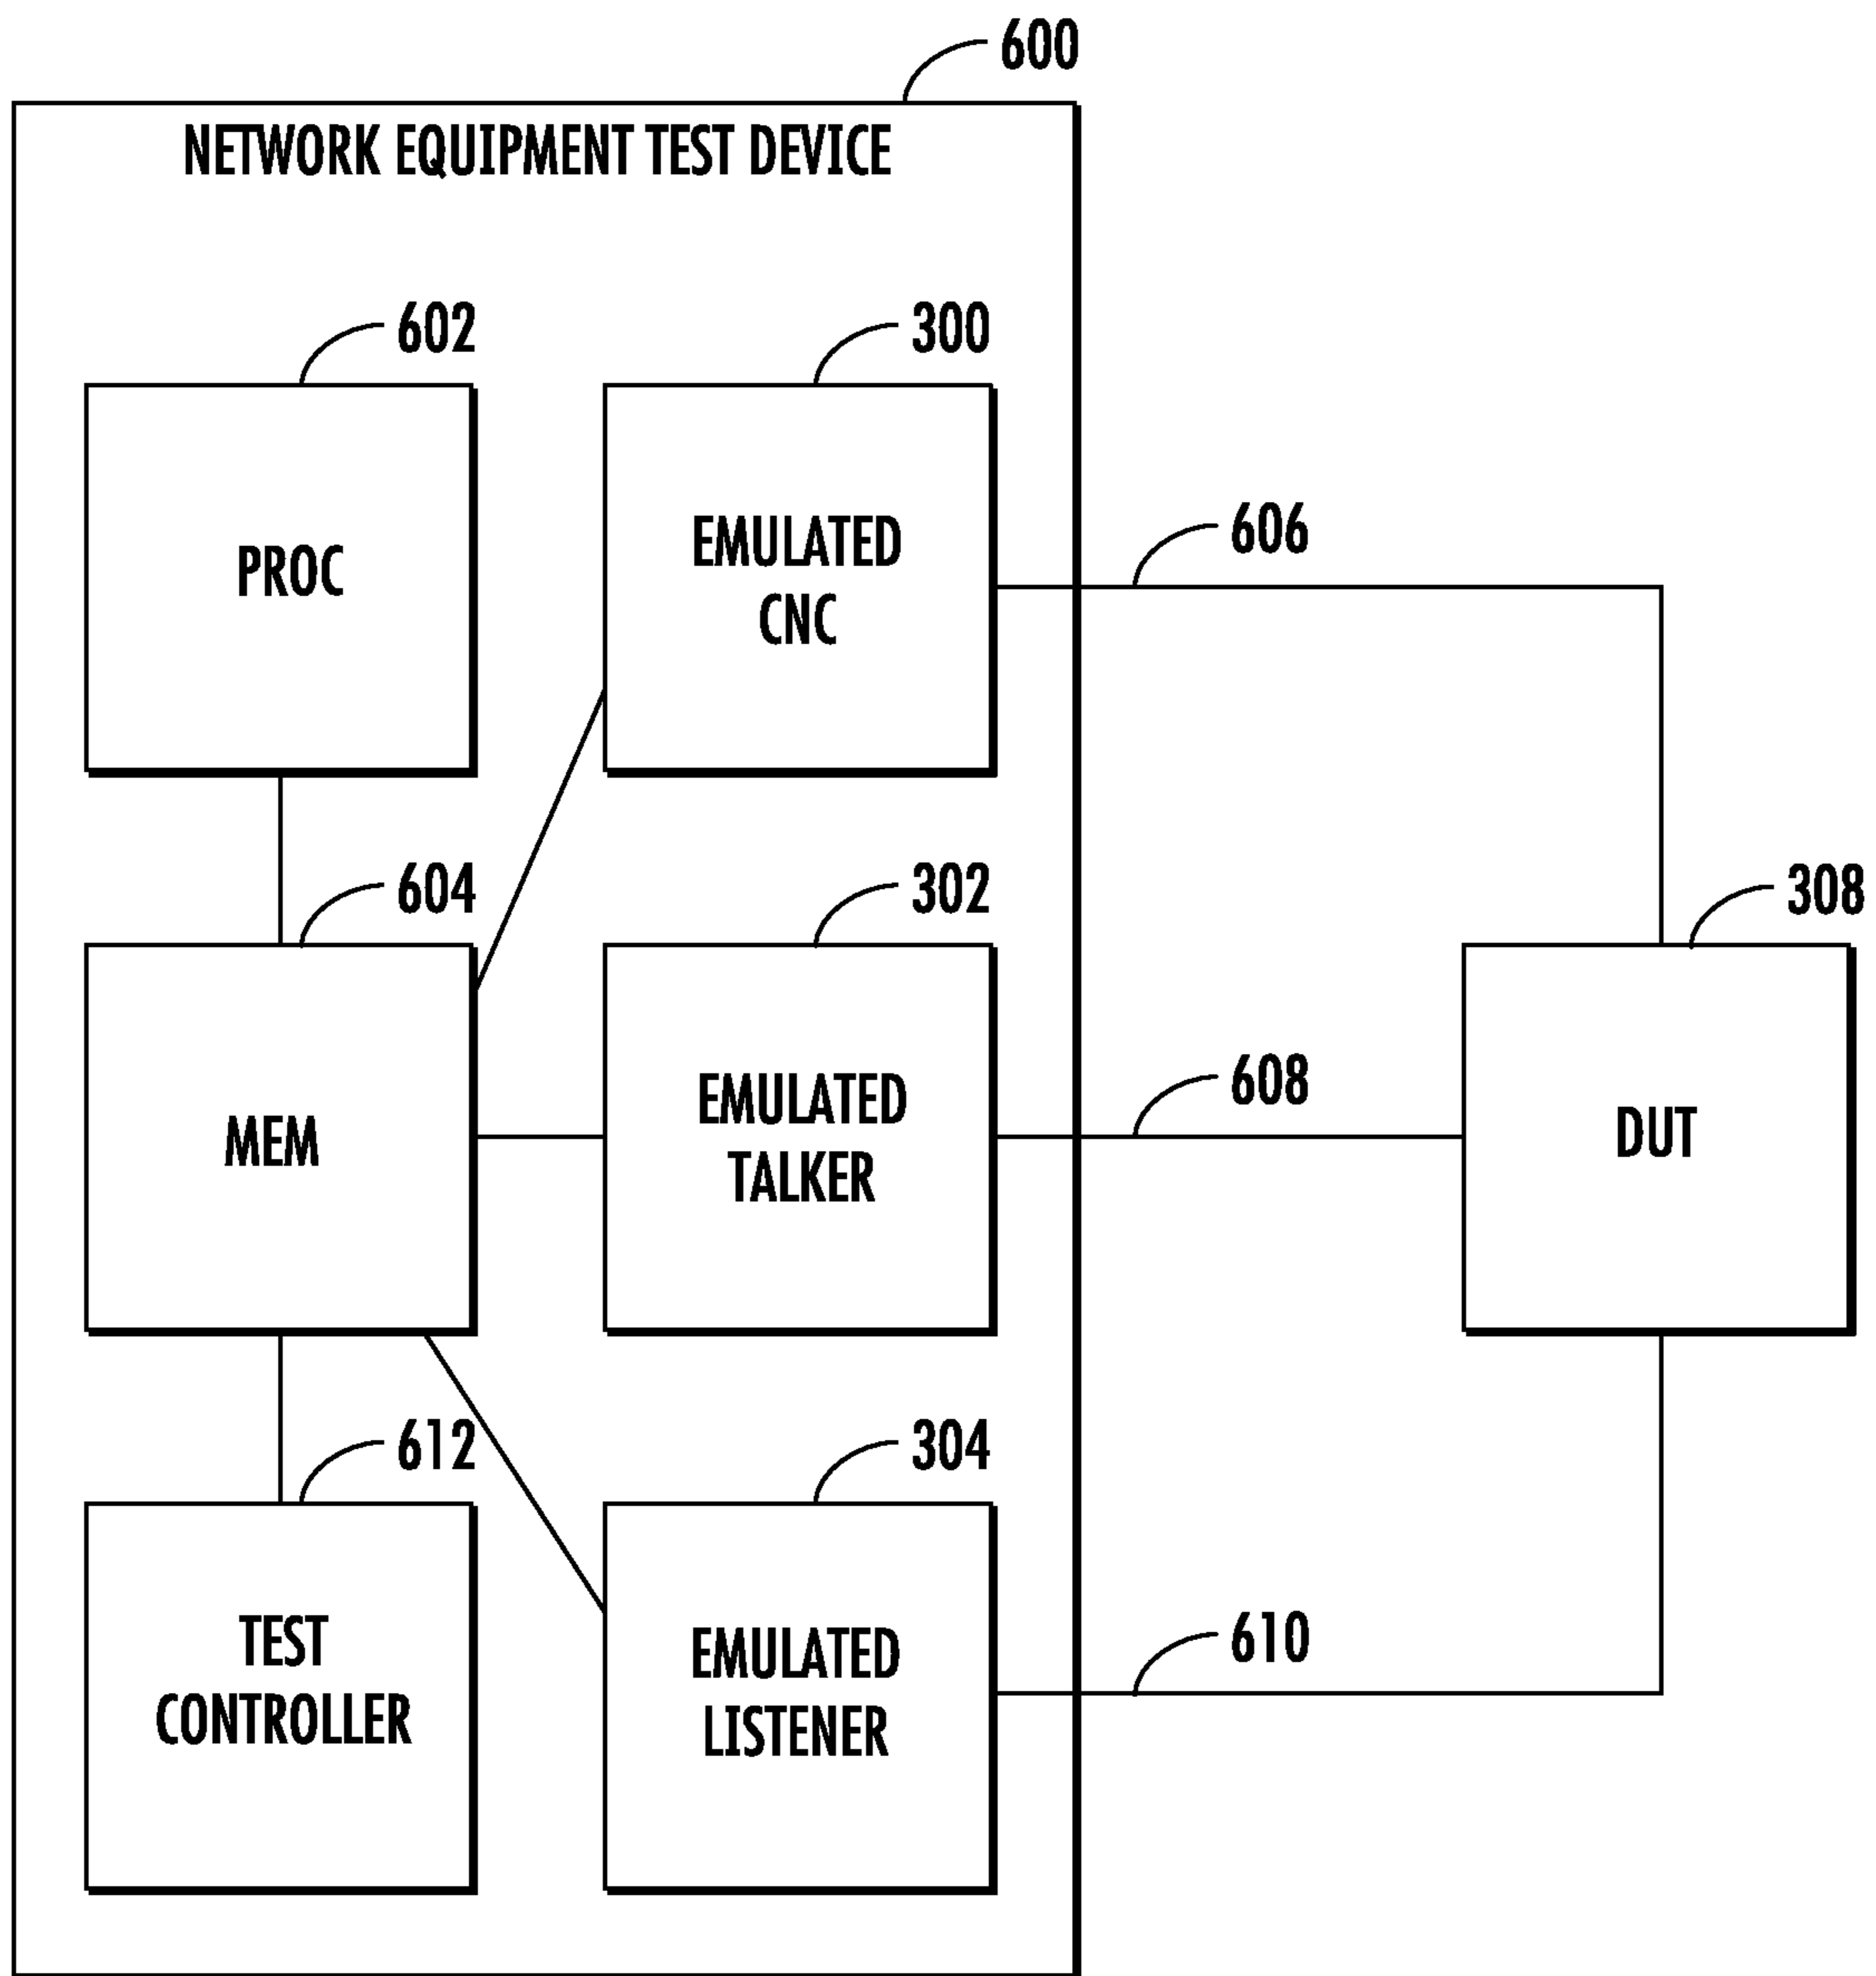 600
NETWORK EQUIPMENT TEST DEVICE
602
300
PROC
EMULATED
CNC
606
604
302
308
MEM
EMULATED
TALKER
608
DUT
612
304
TEST
CONTROLLER
EMULATED
LISTENER
610